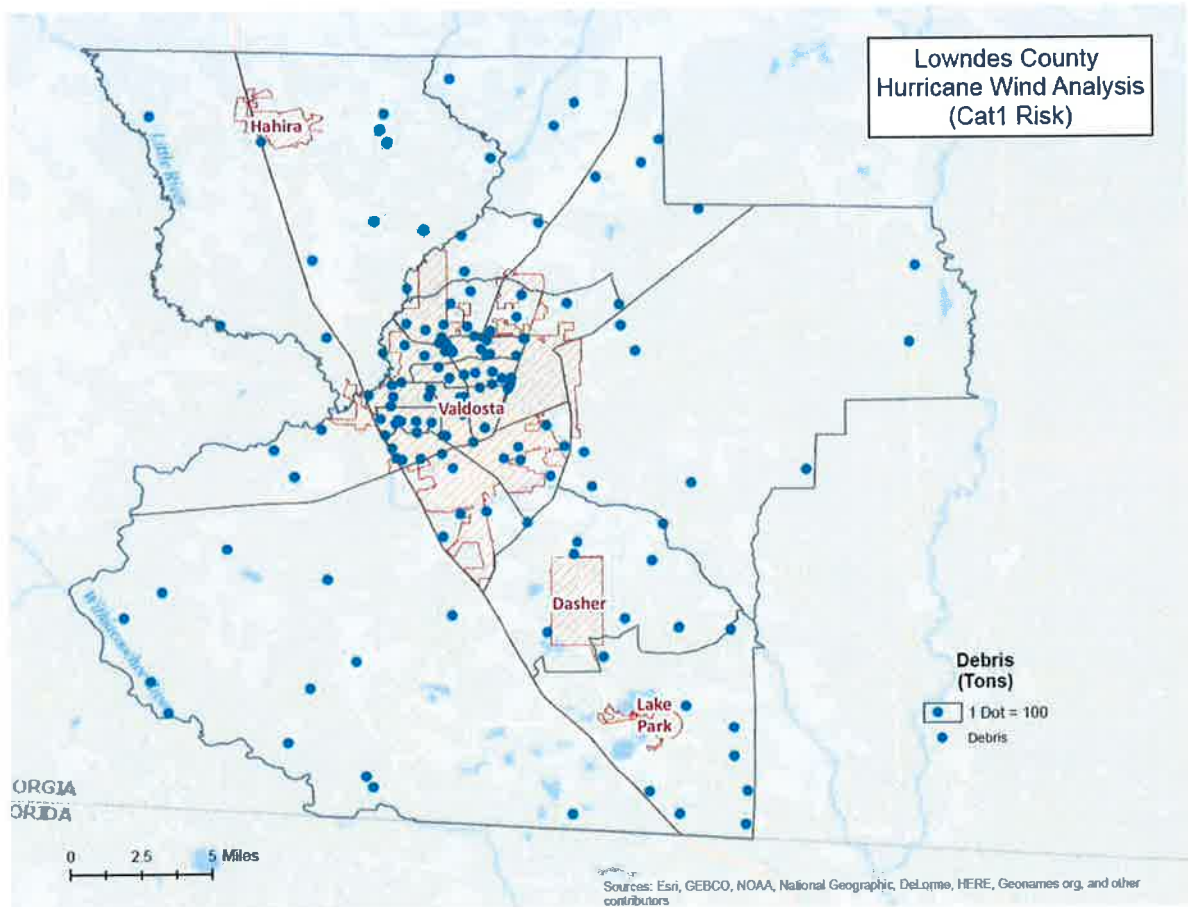 Lowndes County
Hurricane Wind Analysis
(Cat1 Risk)
Hahira
Little River
Valdosta
Dasher
Withlacoochee River
Lake
Park
Debris
(Tons)
1 Dot = 100
Debris
ORGIA
ORIDA
0 2.5 5 Miles
Sources: Esri, GEBCO, NOAA, National Geographic, DeLorme, HERE, Geonames.org, and other
contributors